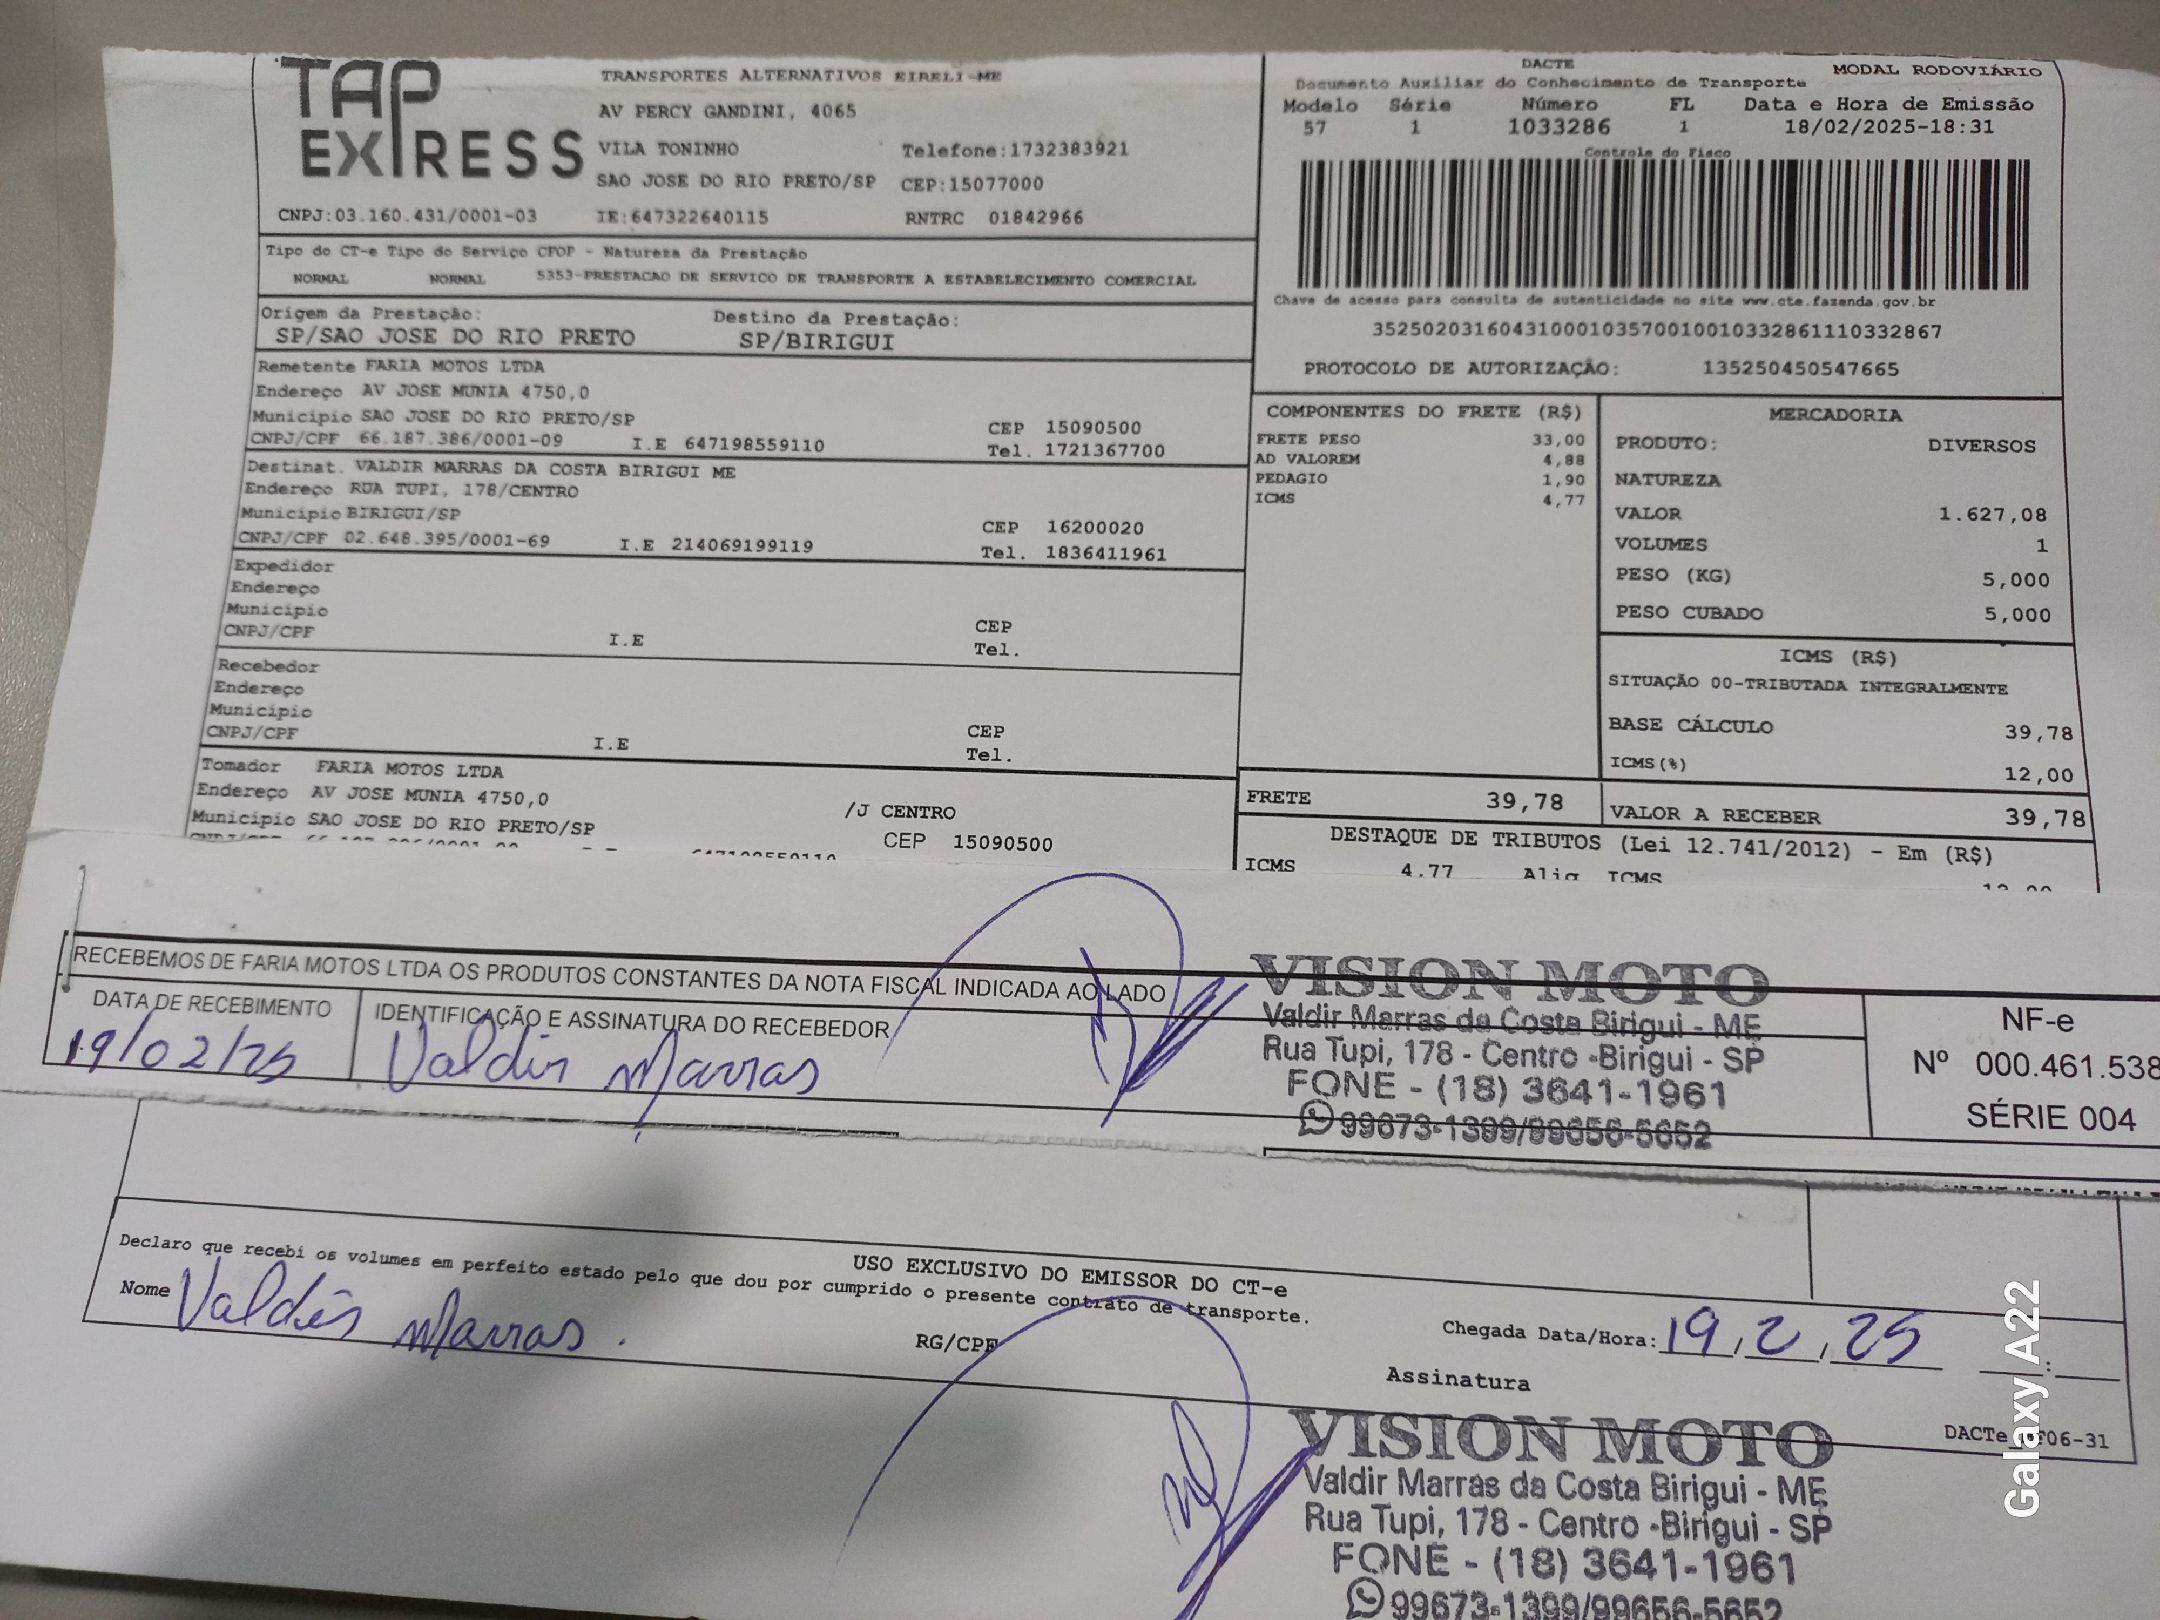 TAP EXPRESS
TRANSPORTES ALTERNATIVOS EIRELI-ME
AV PERCY GANDINI, 4065
VILA TONINHO Telefone:1732383921
SAO JOSE DO RIO PRETO/SP CEP:15077000
CNPJ:03.160.431/0001-03 IE:647322640115 RNTRC 01842966
DACTE MODAL RODOVIÁRIO
Documento Auxiliar do Conhecimento de Transporte
Modelo Série Número FL Data e Hora de Emissão
57 1 1033286 1 18/02/2025-18:31
Controle do Fisco
Chave de acesso para consulta de autenticidade no site www.cte.fazenda.gov.br
35250203160431000103570010010332861110332867
PROTOCOLO DE AUTORIZAÇÃO: 135250450547665
Tipo do CT-e Tipo do Serviço CFOP - Natureza da Prestação
NORMAL NORMAL 5353-PRESTACAO DE SERVICO DE TRANSPORTE A ESTABELECIMENTO COMERCIAL
Origem da Prestação: Destino da Prestação:
SP/SAO JOSE DO RIO PRETO SP/BIRIGUI
Remetente FARIA MOTOS LTDA
Endereço AV JOSE MUNIA 4750,0
Município SAO JOSE DO RIO PRETO/SP CEP 15090500
CNPJ/CPF 66.187.386/0001-09 I.E 647198559110 Tel. 1721367700
Destinat. VALDIR MARRAS DA COSTA BIRIGUI ME
Endereço RUA TUPI, 178/CENTRO
Município BIRIGUI/SP CEP 16200020
CNPJ/CPF 02.648.395/0001-69 I.E 214069199119 Tel. 1836411961
Expedidor
Endereço
Município CEP
CNPJ/CPF I.E Tel.
Recebedor
Endereço
Município CEP
CNPJ/CPF I.E Tel.
Tomador FARIA MOTOS LTDA
Endereço AV JOSE MUNIA 4750,0 /J CENTRO
Município SAO JOSE DO RIO PRETO/SP CEP 15090500
COMPONENTES DO FRETE (R$)
FRETE PESO 33,00
AD VALOREM 4,88
PEDAGIO 1,90
ICMS 4,77
FRETE 39,78
MERCADORIA
PRODUTO: DIVERSOS
NATUREZA
VALOR 1.627,08
VOLUMES 1
PESO (KG) 5,000
PESO CUBADO 5,000
ICMS (R$)
SITUAÇÃO 00-TRIBUTADA INTEGRALMENTE
BASE CÁLCULO 39,78
ICMS(%) 12,00
VALOR A RECEBER 39,78
DESTAQUE DE TRIBUTOS (Lei 12.741/2012) - Em (R$)
ICMS 4.77 Aliq ICMS
RECEBEMOS DE FARIA MOTOS LTDA OS PRODUTOS CONSTANTES DA NOTA FISCAL INDICADA AO LADO
DATA DE RECEBIMENTO IDENTIFICAÇÃO E ASSINATURA DO RECEBEDOR
19/02/25 Valdir Marras
VISION MOTO
Valdir Marras da Costa Birigui - ME
Rua Tupi, 178 - Centro -Birigui - SP
FONE - (18) 3641-1961
99673-1399/99656-5652
NF-e
Nº 000.461.538
SÉRIE 004
USO EXCLUSIVO DO EMISSOR DO CT-e
Declaro que recebi os volumes em perfeito estado pelo que dou por cumprido o presente contrato de transporte.
Nome Valdir Marras. RG/CPF Chegada Data/Hora: 19,2,25 :
Assinatura
VISION MOTO
Valdir Marras da Costa Birigui - ME
Rua Tupi, 178 - Centro -Birigui - SP
FONE - (18) 3641-1961
99673-1399/99656-5652
Galaxy A22